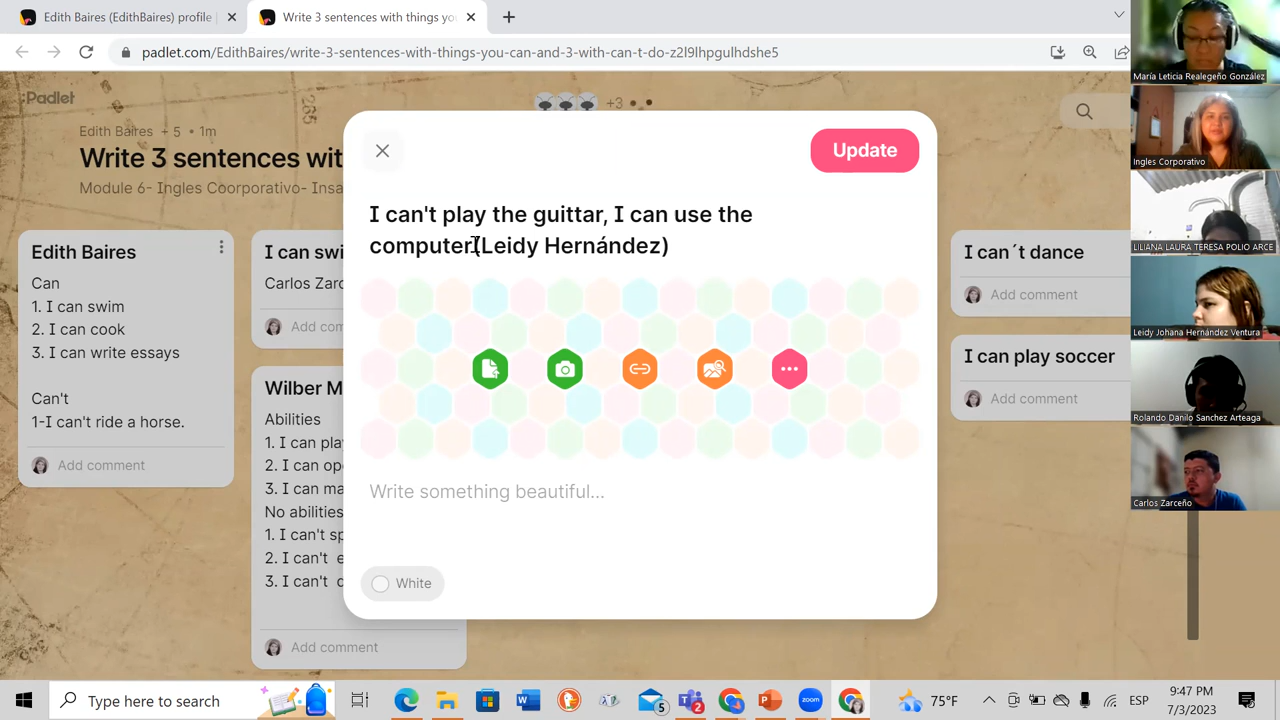 Edith Baires (EdithBaires) profile
Write 3 sentences with things yo
padlet.com/EdithBaires/write-3-sentences-with-things-you-can-and-3-with-can-t-do-z2l9lhpgulhdshe5
:Padlet
+3
Edith Baires + 5 • 1m
Write 3 sentences wit
Module 6- Ingles Coorporativo- Insa
Update
I can't play the guittar, I can use the
computer(Leidy Hernández)
Write something beautiful...
White
Edith Baires
Can
1. I can swim
2. I can cook
3. I can write essays
Can't
1-I can't ride a horse.
Add comment
I can swi
Carlos Zarc
Add com
Wilber M
Abilities
1. I can play
2. I can op
3. I can ma
No abilities
1. I can't sp
2. I can't e
3. I can't d
Add comment
I can´t dance
Add comment
I can play soccer
Add comment
María Leticia Realegeño González
Ingles Corporativo
LILIANA LAURA TERESA POLIO ARCE
Leidy Johana Hernández Ventura
Rolando Danilo Sanchez Arteaga
Carlos Zarceño
Type here to search
5
2
zoom
75°F
ESP
9:47 PM
7/3/2023